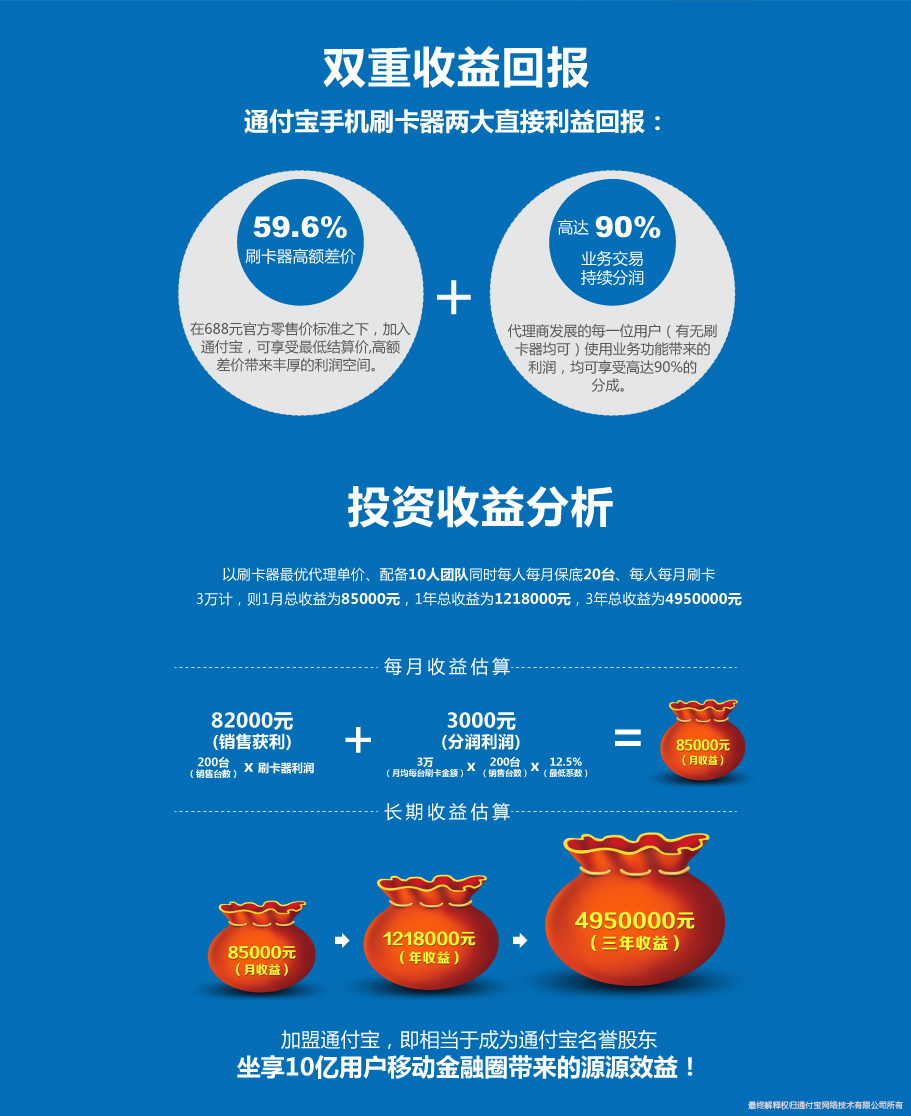 双重收益回报
通付宝手机刷卡器两大直接利益回报：
59.6%
刷卡器高额差价
在688元官方零售价标准之下，加入
通付宝，可享受最低结算价,高额
差价带来丰厚的利润空间。
+
高达 90%
业务交易
持续分润
代理商发展的每一位用户（有无刷
卡器均可）使用业务功能带来的
利润，均可享受高达90%的
分成。
投资收益分析
以刷卡器最优代理单价、配备10人团队同时每人每月保底20台、每人每月刷卡
3万计，则1月总收益为85000元，1年总收益为1218000元，3年总收益为4950000元
每月收益估算
82000元
(销售获利)
200台
（销售台数）
x 刷卡器利润
+
3000元
(分润利润)
3万
（月均每台刷卡金额）
x
200台
（销售台数）
x
12.5%
（最低系数）
=
85000元
（月收益）
长期收益估算
85000元
（月收益）
1218000元
（年收益）
4950000元
（三年收益）
加盟通付宝，即相当于成为通付宝名誉股东
坐享10亿用户移动金融圈带来的源源效益！
最终解释权归通付宝网络技术有限公司所有